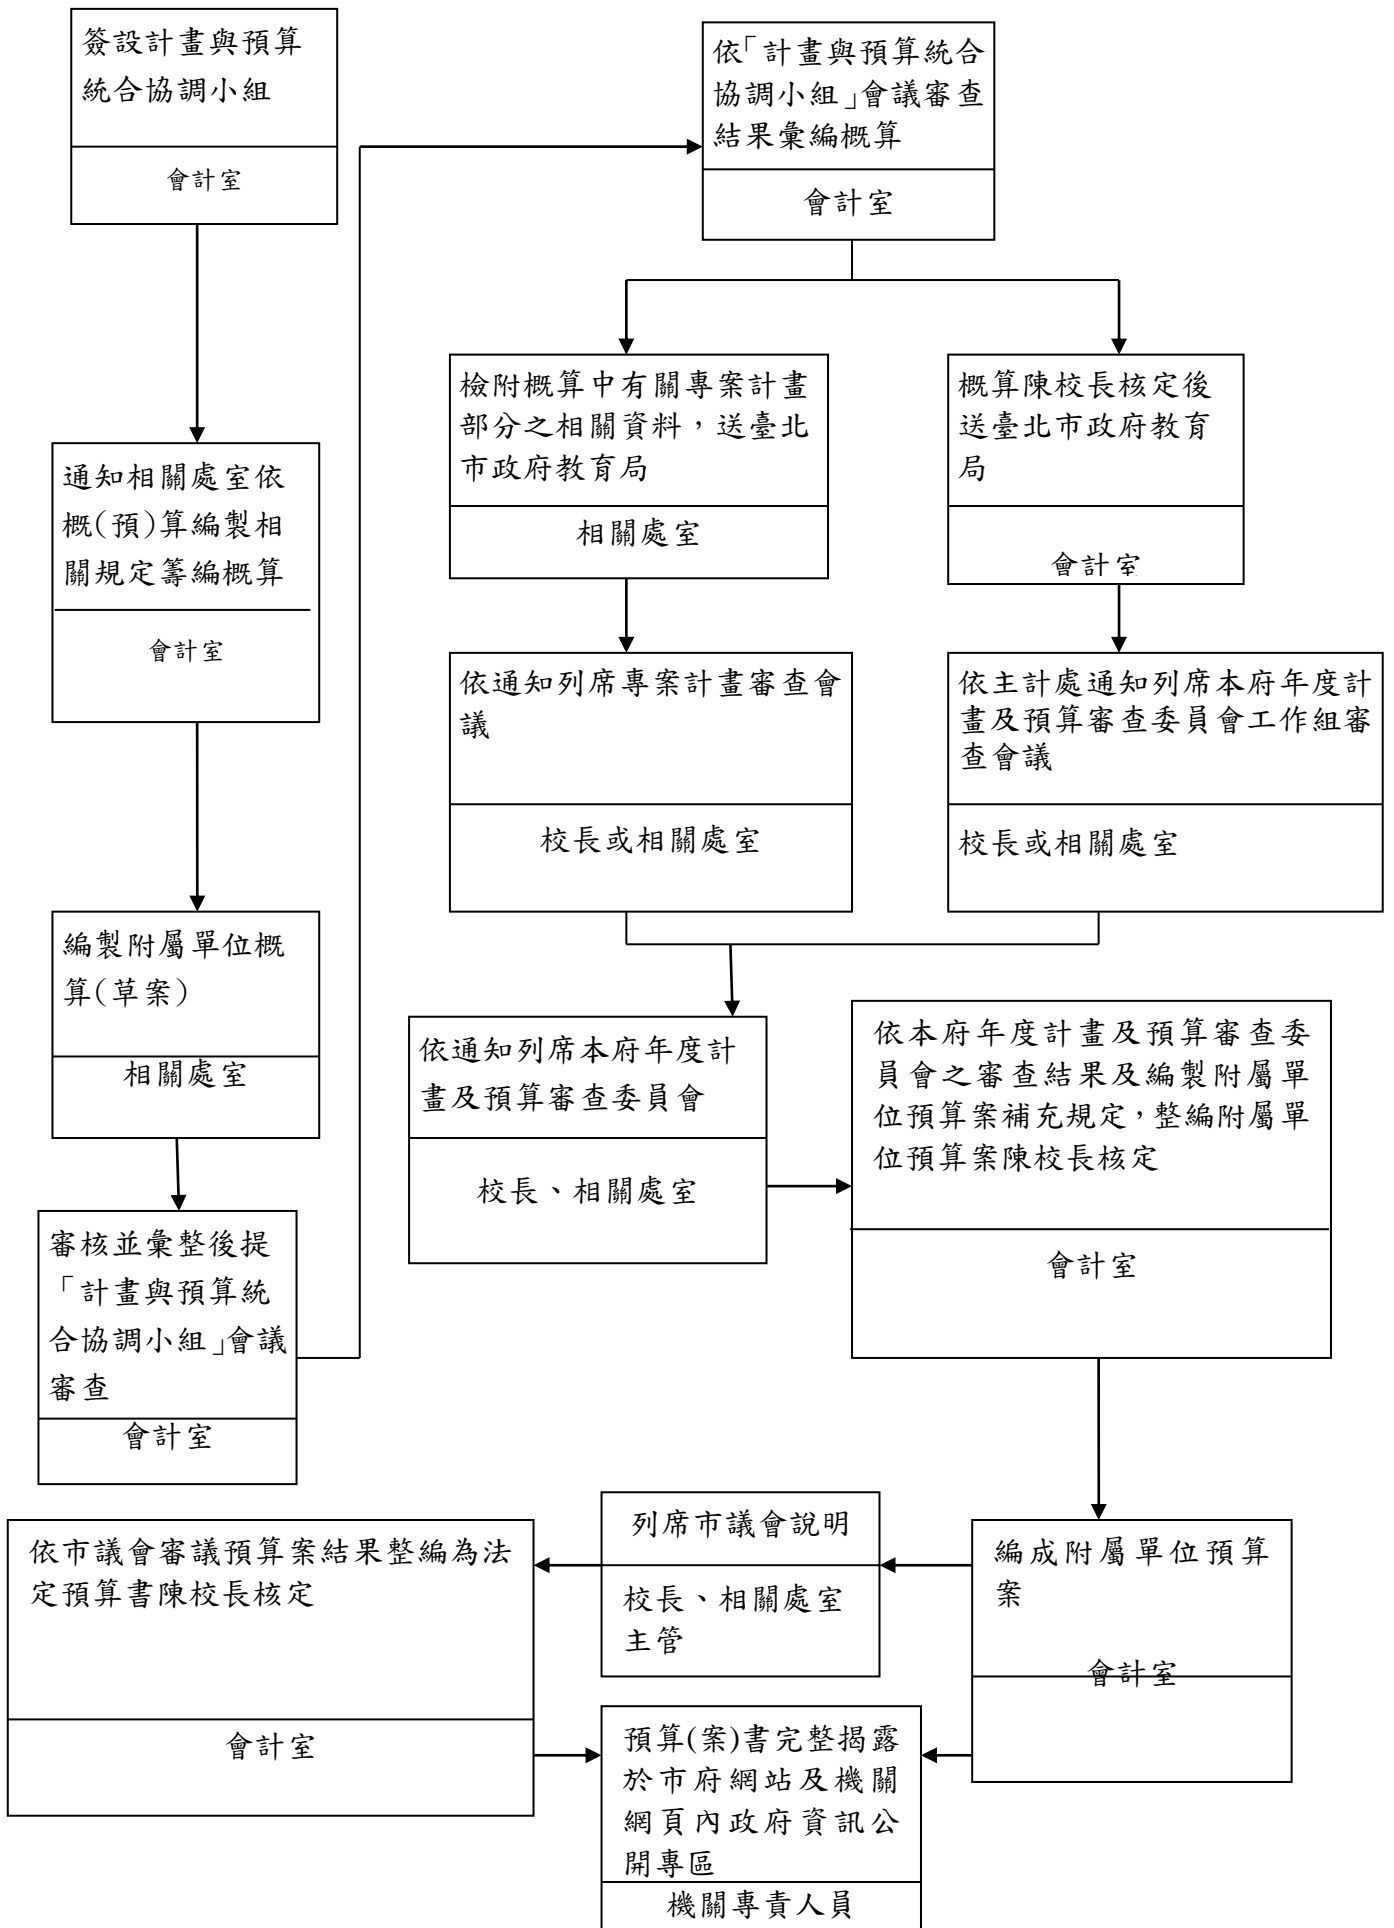 簽設計畫與預算
統合協調小組
會計室
通知相關處室依
概(預)算編製相
關規定籌編概算
會計室
編製附屬單位概
算(草案)
相關處室
審核並彙整後提
「計畫與預算統
合協調小組」會議
審查
會計室
依「計畫與預算統合
協調小組」會議審查
結果彙編概算
會計室
檢附概算中有關專案計畫
部分之相關資料，送臺北
市政府教育局
相關處室
概算陳校長核定後
送臺北市政府教育
局
會計室
依通知列席專案計畫審查會
議
校長或相關處室
依主計處通知列席本府年度計
畫及預算審查委員會工作組審
查會議
校長或相關處室
依通知列席本府年度計
畫及預算審查委員會
校長、相關處室
依本府年度計畫及預算審查委
員會之審查結果及編製附屬單
位預算案補充規定，整編附屬單
位預算案陳校長核定
會計室
編成附屬單位預算
案
會計室
列席市議會說明
校長、相關處室
主管
依市議會審議預算案結果整編為法
定預算書陳校長核定
會計室
預算(案)書完整揭露
於市府網站及機關
網頁內政府資訊公
開專區
機關專責人員